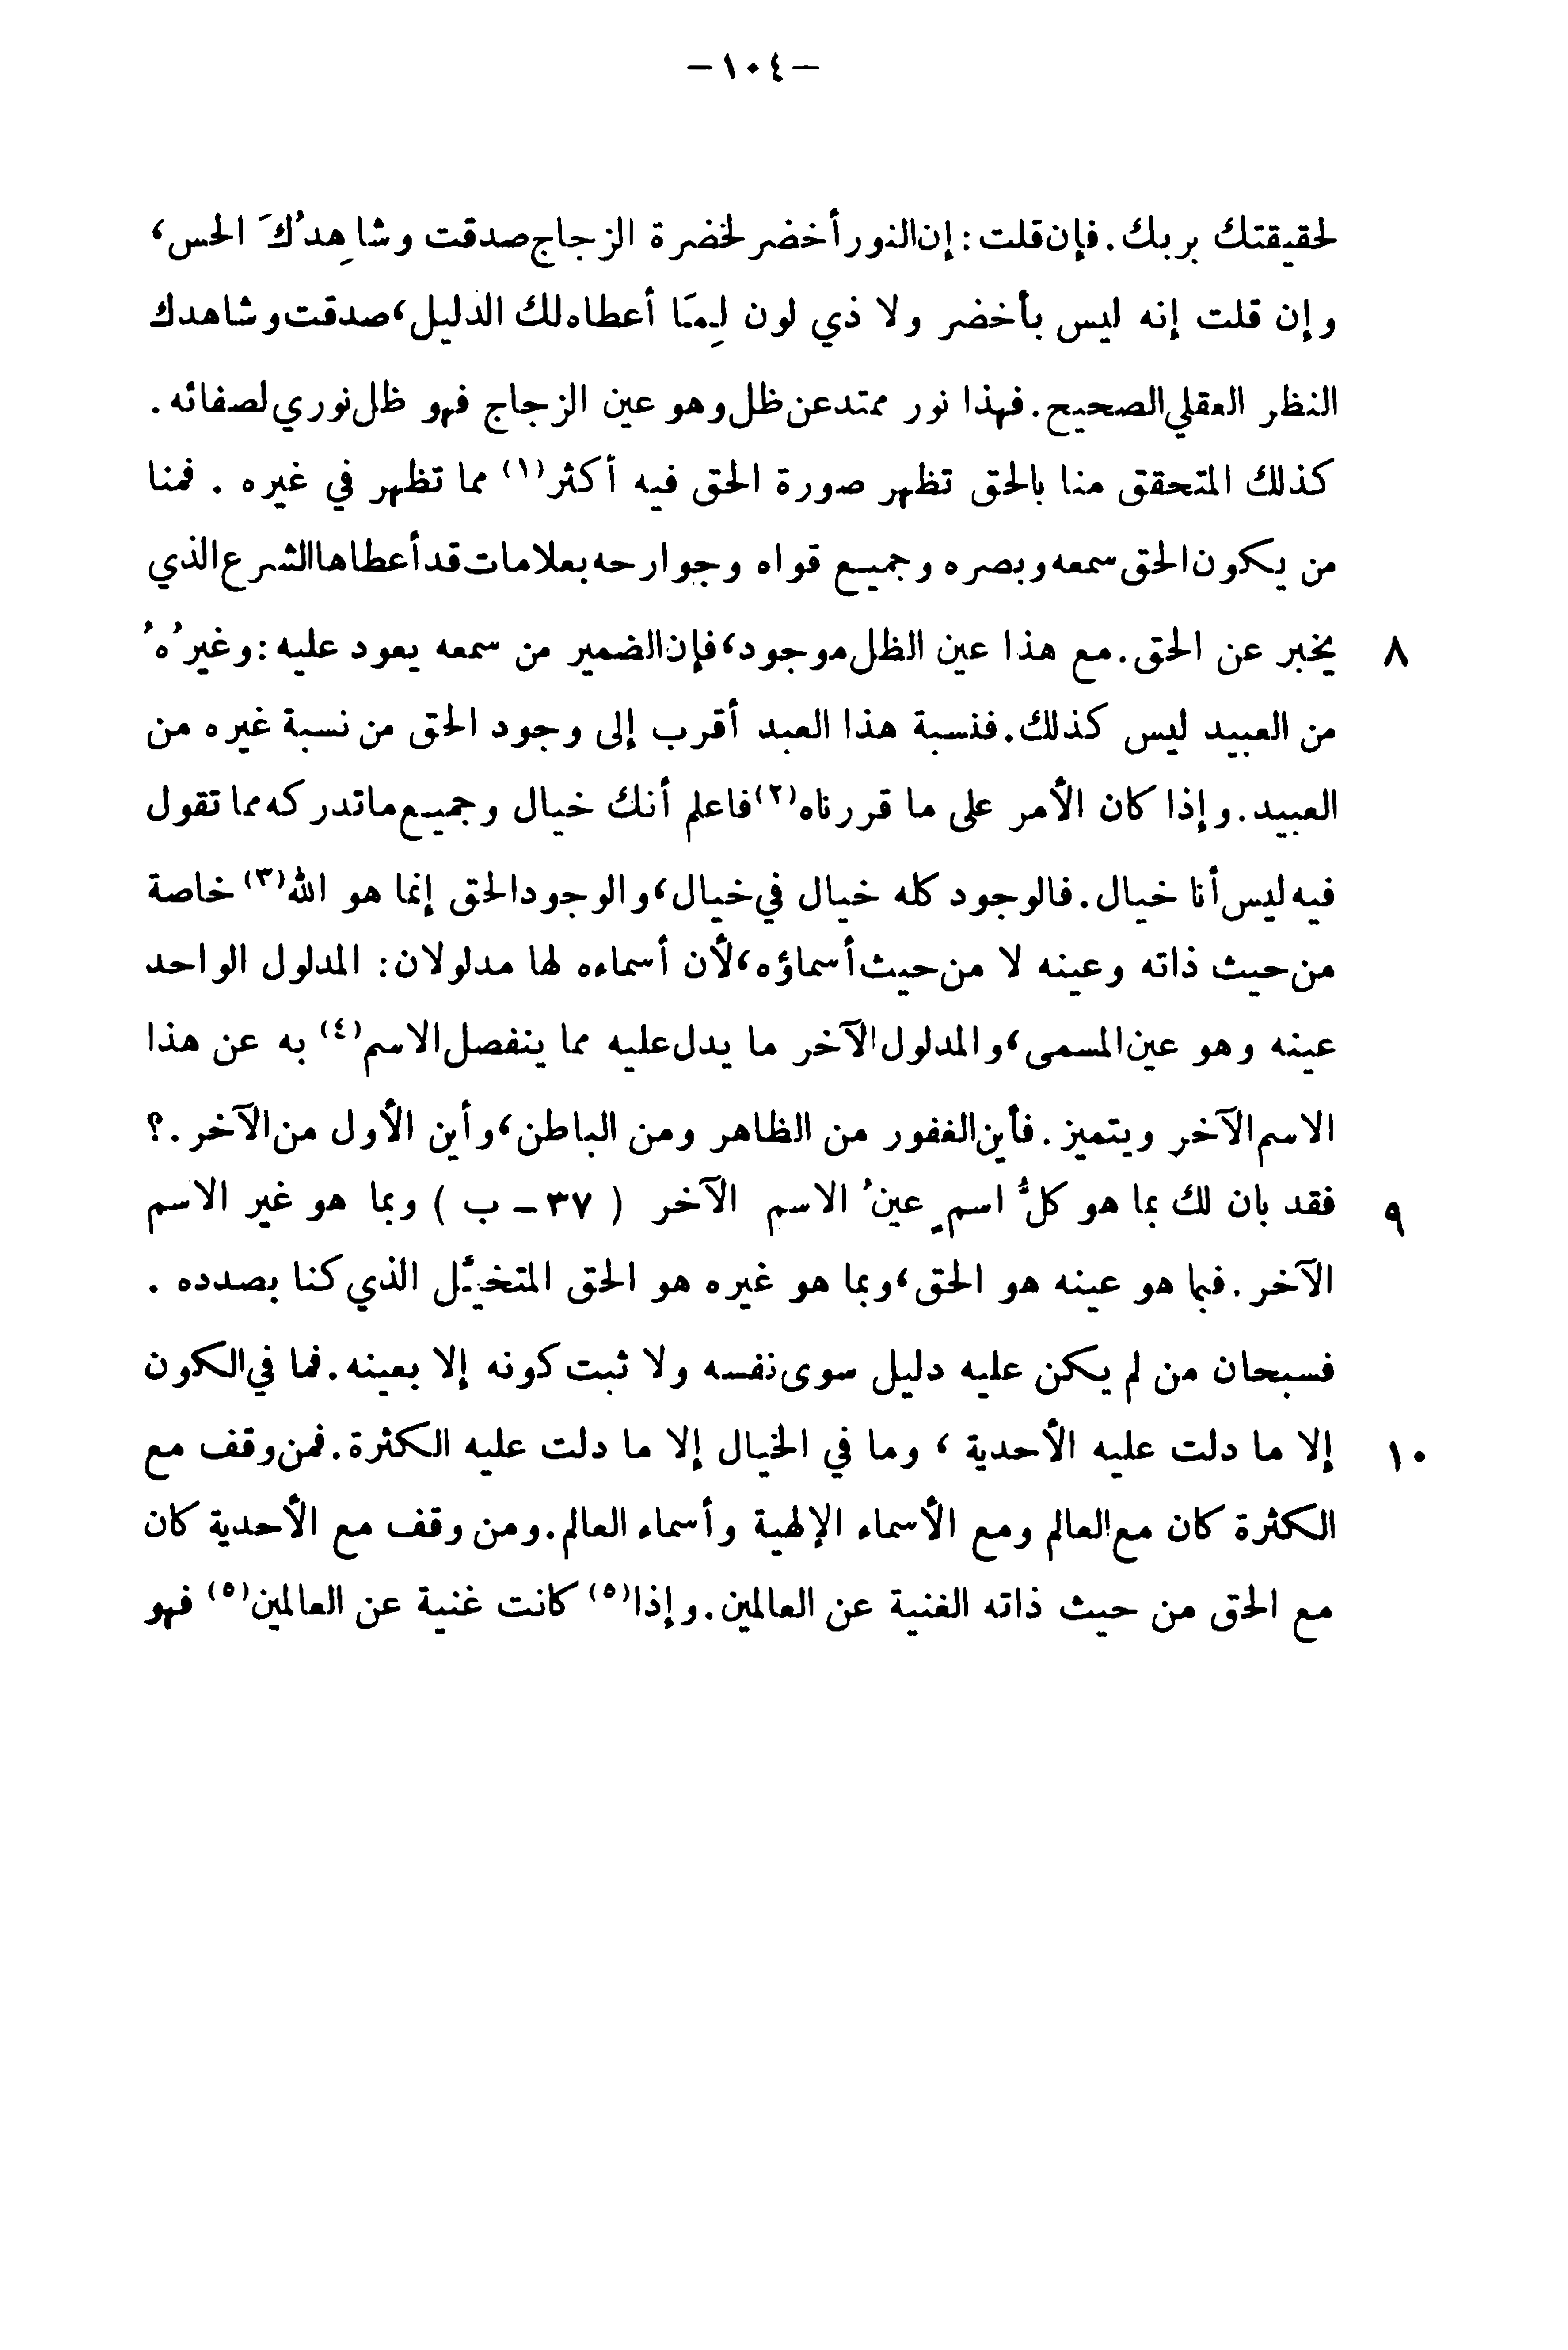 -١٠٤-
لحقيقتك بربك. فإن قلت: إن النور أخضر لخضرة الزجاج صدقت وشاهِدُكَ الحس،
وإن قلت إنه ليس بأخضر ولا ذي لون لِمَا أعطاه لك الدليل، صدقت وشاهدك
النظر العقلي الصحيح. فهذا نور ممتد عن ظل وهو عين الزجاج فهو ظل نوري لصفائه.
كذلك المتحقق منا بالحق تظهر صورة الحق فيه أكثر(١) مما تظهر في غيره. فمنا
من يكون الحق سمعه وبصره وجميع قواه وجوارحه بعلامات قد أعطاها الشرع الذي
يخبر عن الحق. مع هذا عين الظل موجود، فإن الضمير من سمعه يعود عليه: وغيرُهُ ٨
من العبيد ليس كذلك. فنسبة هذا العبد أقرب إلى وجود الحق من نسبة غيره من
العبيد. وإذا كان الأمر على ما قررناه(٢) فاعلم أنك خيال وجميع ما تدركه مما تقول
فيه ليس أنا خيال. فالوجود كله خيال في خيال، والوجود الحق إنما هو الله(٣) خاصة
من حيث ذاته وعينه لا من حيث أسماؤه، لأن أسماءه لها مدلولان: المدلول الواحد
عينه وهو عين المسمى، والمدلول الآخر ما يدل عليه مما ينفصل الاسم(٤) به عن هذا
الاسم الآخر ويتميز. فأين الغفور من الظاهر ومن الباطن، وأين الأول من الآخر.؟
فقد بان لك بما هو كلُّ اسمٍ عينُ الاسم الآخر (٣٧ - ب) وبما هو غير الاسم ٩
الآخر. فبما هو عينه هو الحق، وبما هو غيره هو الحق المتخيَّل الذي كنا بصدده.
فسبحان من لم يكن عليه دليل سوى نفسه ولا ثبت كونه إلا بعينه. فما في الكون
إلا ما دلت عليه الأحدية، وما في الخيال إلا ما دلت عليه الكثرة. فمن وقف مع ١٠
الكثرة كان مع العالم ومع الأسماء الإلهية وأسماء العالم. ومن وقف مع الأحدية كان
مع الحق من حيث ذاته الغنية عن العالمين. وإذا(٥) كانت غنية عن العالمين(٥) فهو